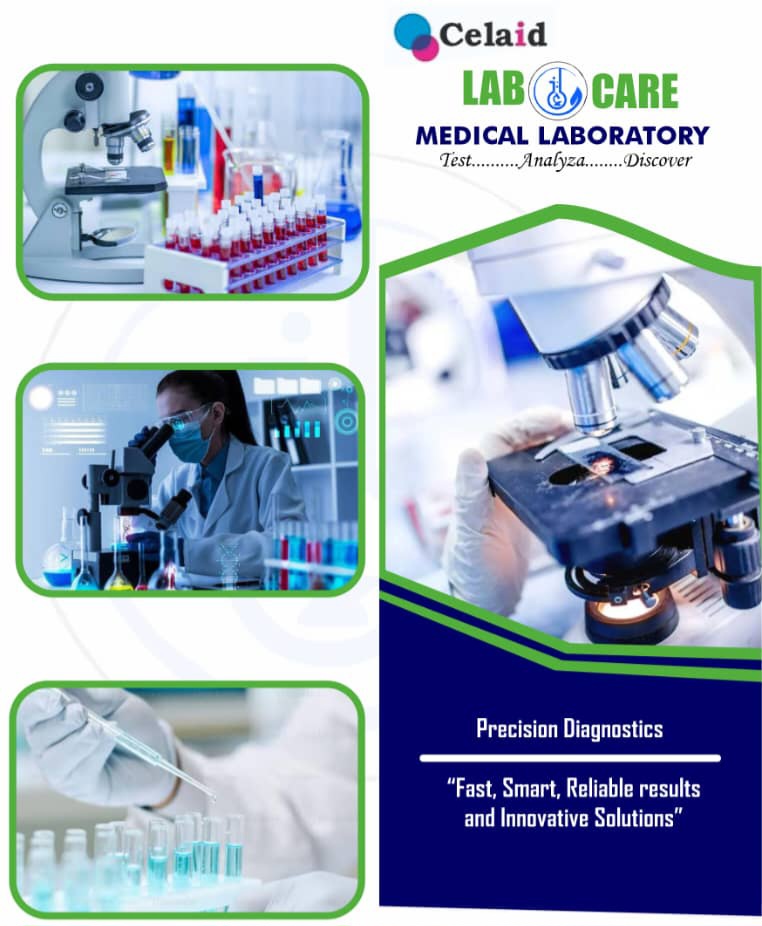 Celaid
LAB CARE
MEDICAL LABORATORY
Test..........Analyza........Discover
Precision Diagnostics
“Fast, Smart, Reliable results
and Innovative Solutions”